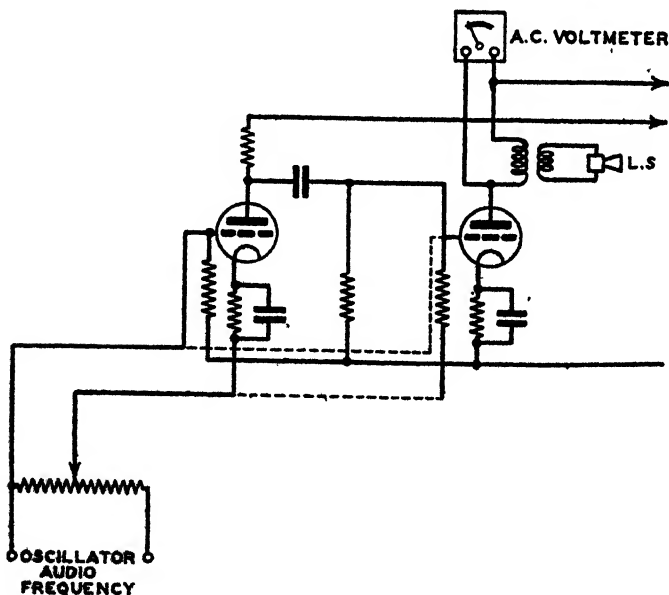 A.C. VOLTMETER
L.S
OSCILLATOR
AUDIO
FREQUENCY